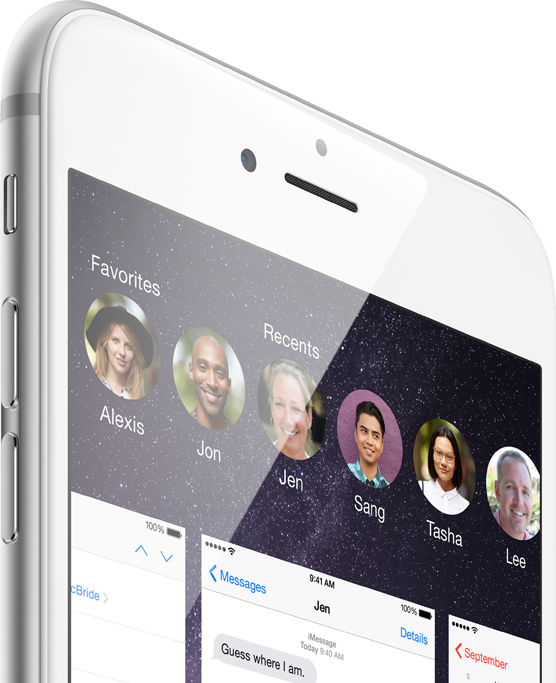 Favorites
Recents
Alexis
Jon
Jen
Sang
Tasha
Lee
100%
cBride
9:41 AM
100%
Messages
Jen
Details
iMessage
Today 9:40 AM
Guess where I am.
September
S